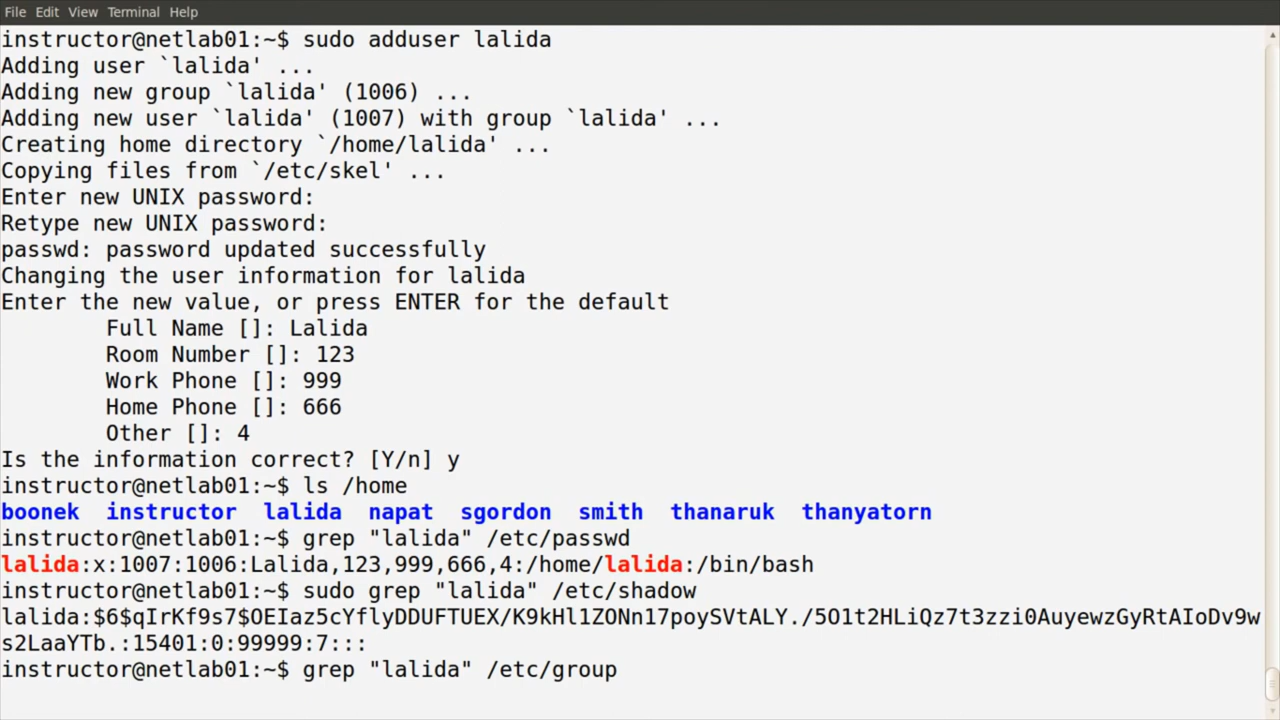 File Edit View Terminal Help
instructor@netlab01:~$ sudo adduser lalida
Adding user `lalida' ...
Adding new group `lalida' (1006) ...
Adding new user `lalida' (1007) with group `lalida' ...
Creating home directory `/home/lalida' ...
Copying files from `/etc/skel' ...
Enter new UNIX password:
Retype new UNIX password:
passwd: password updated successfully
Changing the user information for lalida
Enter the new value, or press ENTER for the default
        Full Name []: Lalida
        Room Number []: 123
        Work Phone []: 999
        Home Phone []: 666
        Other []: 4
Is the information correct? [Y/n] y
instructor@netlab01:~$ ls /home
boonek  instructor  lalida  napat  sgordon  smith  thanaruk  thanyatorn
instructor@netlab01:~$ grep "lalida" /etc/passwd
lalida:x:1007:1006:Lalida,123,999,666,4:/home/lalida:/bin/bash
instructor@netlab01:~$ sudo grep "lalida" /etc/shadow
lalida:$6$qIrKf9s7$OEIaz5cYflyDDUFTUEX/K9kHl1ZONn17poySVtALY./5O1t2HLiQz7t3zzi0AuyewzGyRtAIoDv9w
s2LaaYTb.:15401:0:99999:7:::
instructor@netlab01:~$ grep "lalida" /etc/group